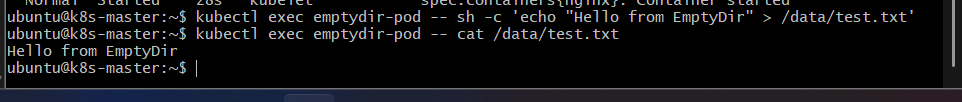 Normal  Started    28s   kubelet            spec.containers{nginx}: Container started
ubuntu@k8s-master:~$ kubectl exec emptydir-pod -- sh -c 'echo "Hello from EmptyDir" > /data/test.txt'
ubuntu@k8s-master:~$ kubectl exec emptydir-pod -- cat /data/test.txt
Hello from EmptyDir
ubuntu@k8s-master:~$